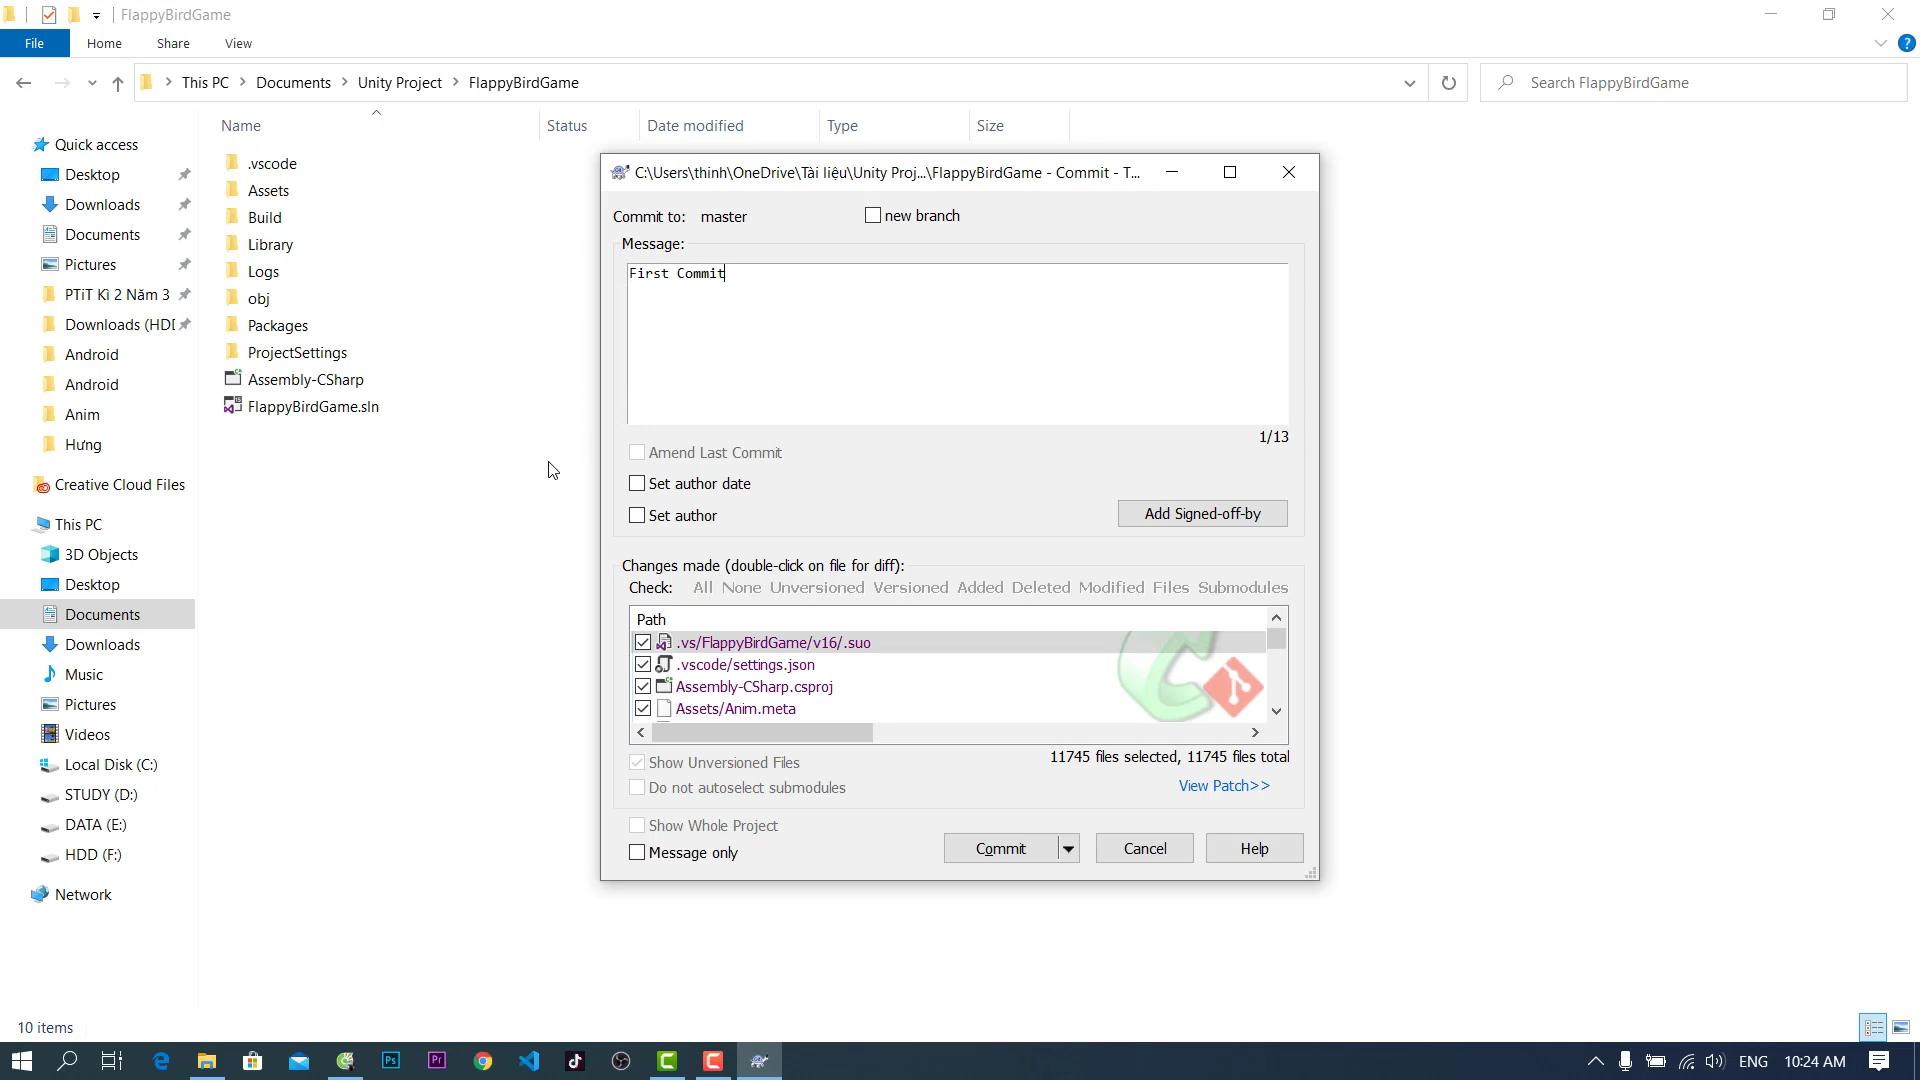 FlappyBirdGame
File Home Share View
This PC Documents Unity Project FlappyBirdGame
Search FlappyBirdGame
Name Status Date modified Type Size
Quick access
Desktop
Downloads
Documents
Pictures
PTiT Kì 2 Năm 3
Downloads (HDD
Android
Android
Anim
Hưng
Creative Cloud Files
This PC
3D Objects
Desktop
Documents
Downloads
Music
Pictures
Videos
Local Disk (C:)
STUDY (D:)
DATA (E:)
HDD (F:)
Network
.vscode
Assets
Build
Library
Logs
obj
Packages
ProjectSettings
Assembly-CSharp
FlappyBirdGame.sln
C:\Users\thinh\OneDrive\Tài liệu\Unity Proj...\FlappyBirdGame - Commit - T...
Commit to: master new branch
Message:
First Commit
1/13
Amend Last Commit
Set author date
Set author
Add Signed-off-by
Changes made (double-click on file for diff):
Check: All None Unversioned Versioned Added Deleted Modified Files Submodules
Path
.vs/FlappyBirdGame/v16/.suo
.vscode/settings.json
Assembly-CSharp.csproj
Assets/Anim.meta
Show Unversioned Files
11745 files selected, 11745 files total
Do not autoselect submodules
View Patch>>
Show Whole Project
Message only
Commit Cancel Help
10 items
Ps Pr
ENG 10:24 AM